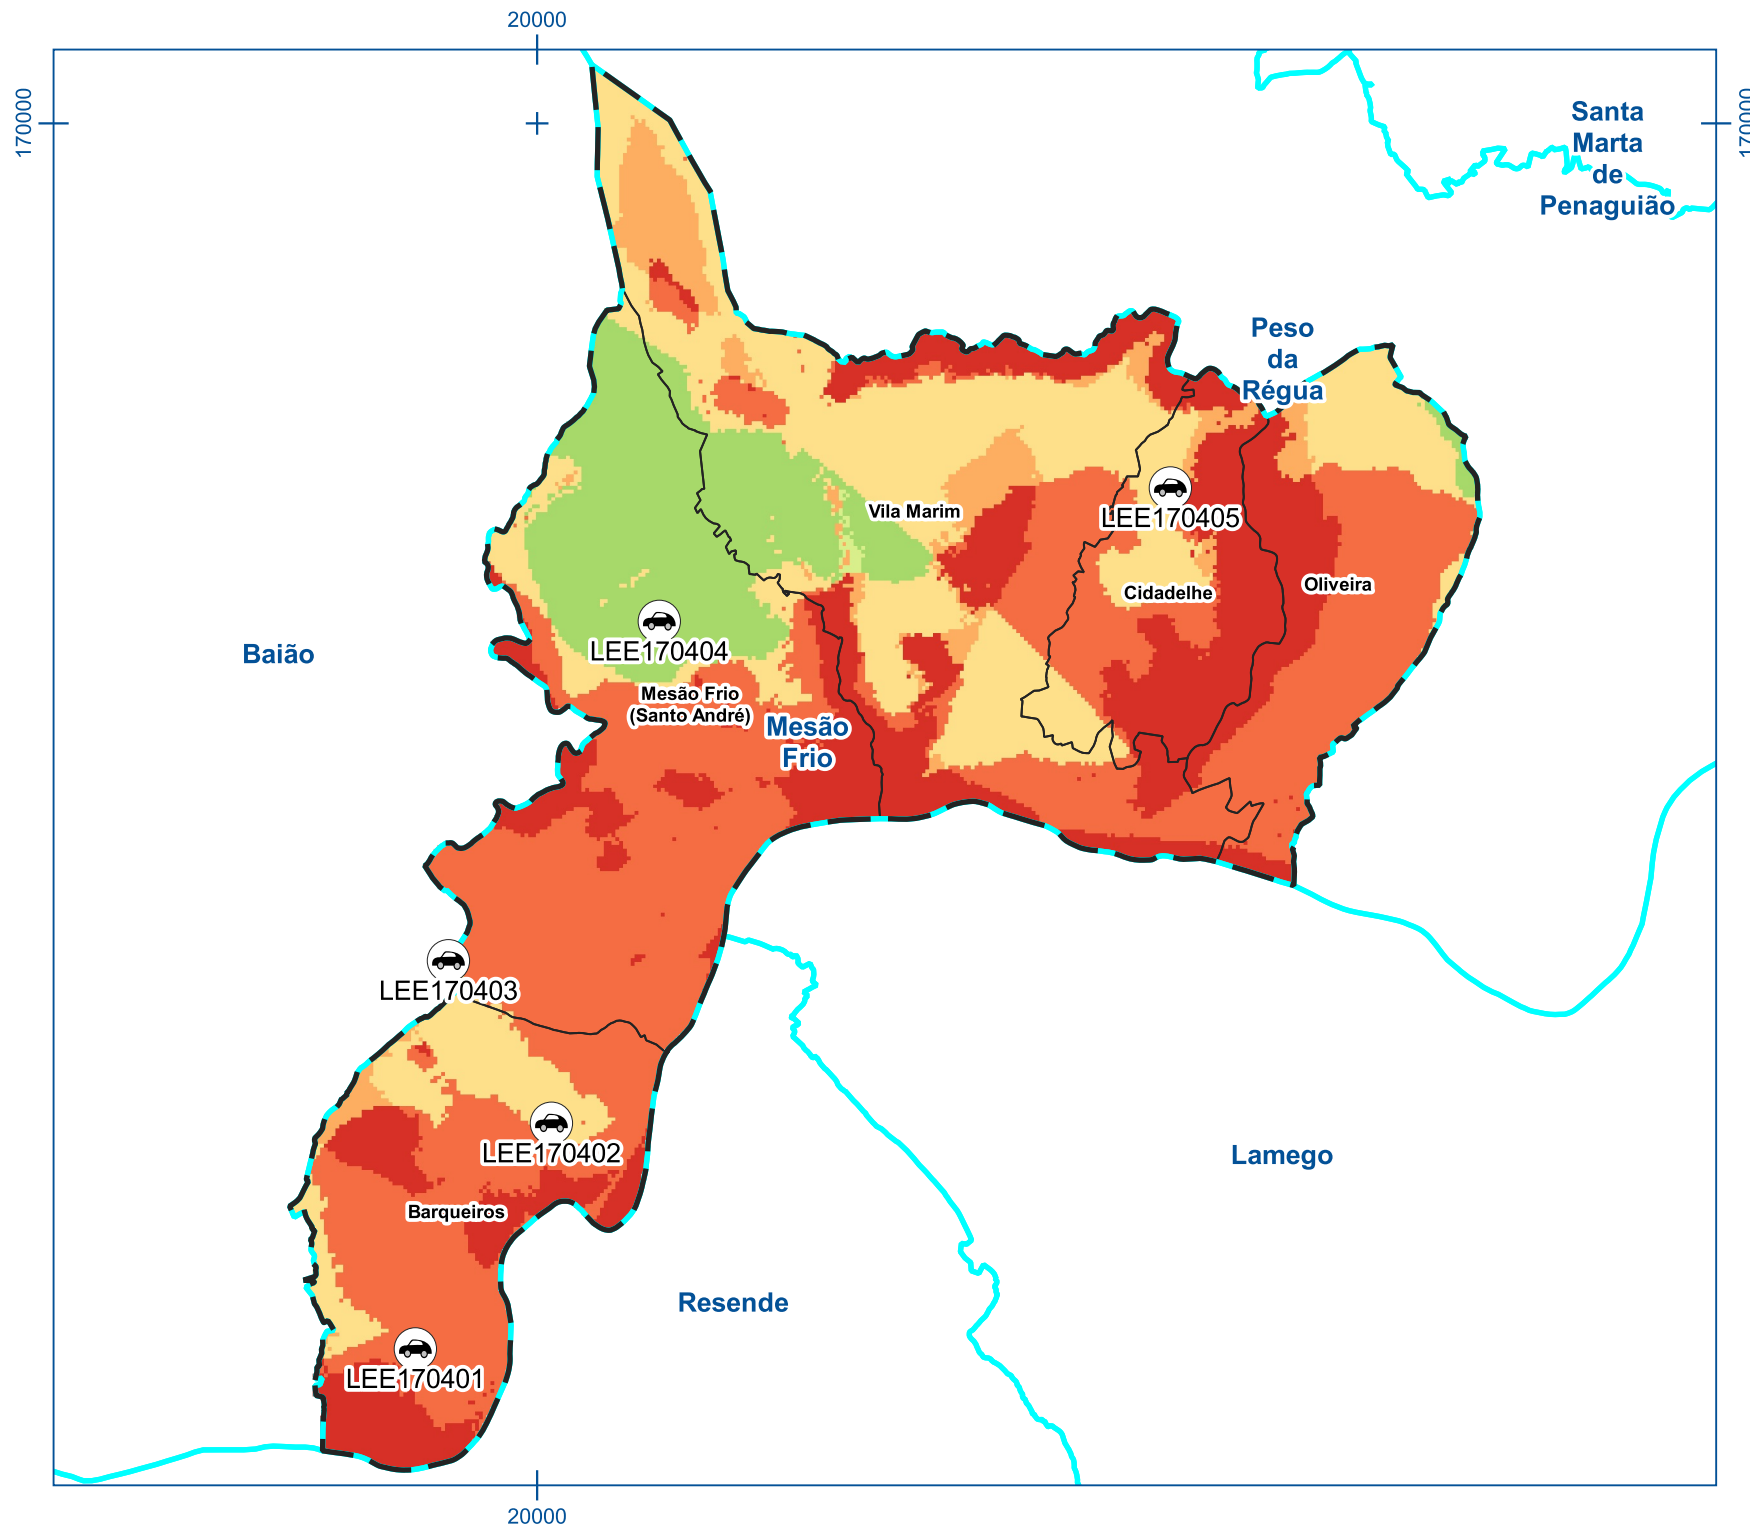 20000
170000
170000
Santa
Marta
de
Penaguião
Peso
da
Régua
Vila Marim
LEE170405
Cidadelhe
Oliveira
Baião
LEE170404
Mesão Frio
(Santo André)
Mesão
Frio
LEE170403
LEE170402
Lamego
Barqueiros
Resende
LEE170401
20000